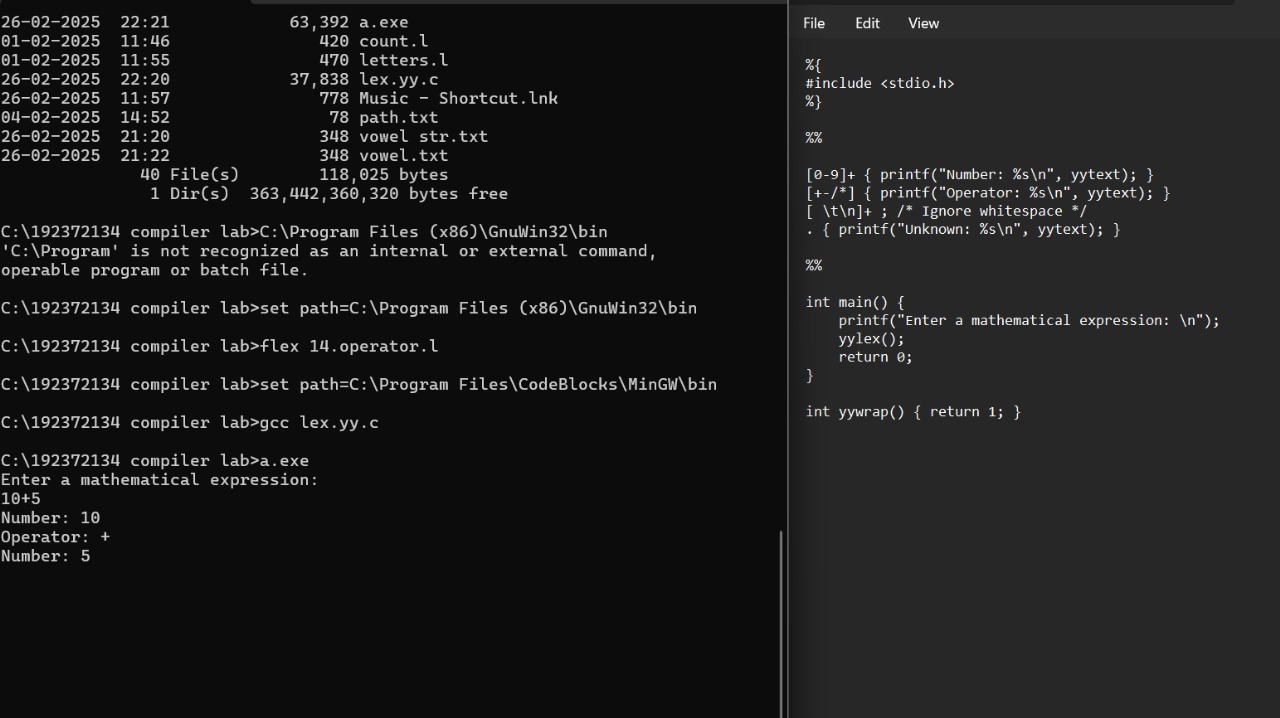 26-02-2025  22:21            63,392 a.exe
01-02-2025  11:46               420 count.l
01-02-2025  11:55               470 letters.l
26-02-2025  22:20            37,838 lex.yy.c
26-02-2025  11:57               778 Music - Shortcut.lnk
04-02-2025  14:52                78 path.txt
26-02-2025  21:20               348 vowel str.txt
26-02-2025  21:22               348 vowel.txt
              40 File(s)        118,025 bytes
               1 Dir(s)  363,442,360,320 bytes free
C:\192372134 compiler lab>C:\Program Files (x86)\GnuWin32\bin
'C:\Program' is not recognized as an internal or external command,
operable program or batch file.
C:\192372134 compiler lab>set path=C:\Program Files (x86)\GnuWin32\bin
C:\192372134 compiler lab>flex 14.operator.l
C:\192372134 compiler lab>set path=C:\Program Files\CodeBlocks\MinGW\bin
C:\192372134 compiler lab>gcc lex.yy.c
C:\192372134 compiler lab>a.exe
Enter a mathematical expression:
10+5
Number: 10
Operator: +
Number: 5
File Edit View
%{
#include <stdio.h>
%}
%%
[0-9]+ { printf("Number: %s\n", yytext); }
[+-/*] { printf("Operator: %s\n", yytext); }
[ \t\n]+ ; /* Ignore whitespace */
. { printf("Unknown: %s\n", yytext); }
%%
int main() {
    printf("Enter a mathematical expression: \n");
    yylex();
    return 0;
}
int yywrap() { return 1; }